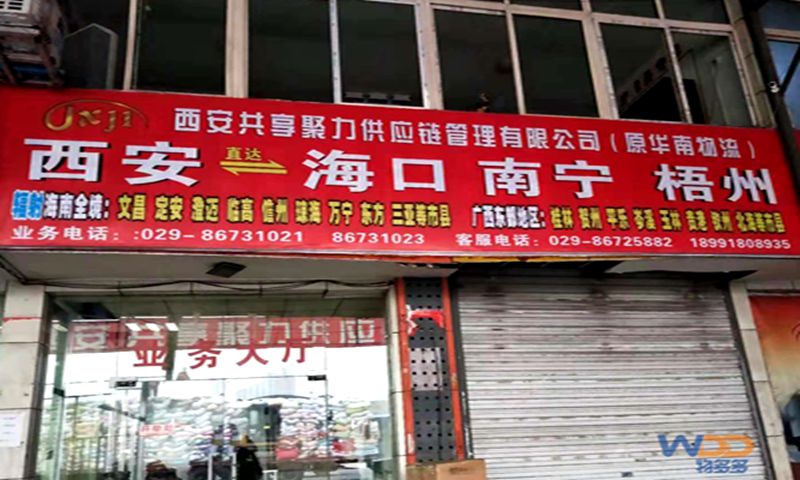 JXJL
西安共享聚力供应链管理有限公司（原华南物流）
西安 直达 海口 南宁 梧州
辐射海南全境：文昌 定安 澄迈 临高 儋州 琼海 万宁 东方 三亚等市县 广西东部地区：桂林 贺州 平乐 岑溪 玉林 贵港 钦州 北海等市县
业务电话：:029-86731021 86731023 客服电话：029-86725882 18991808935
安共享聚力供应
业务大厅
WDD
物多多